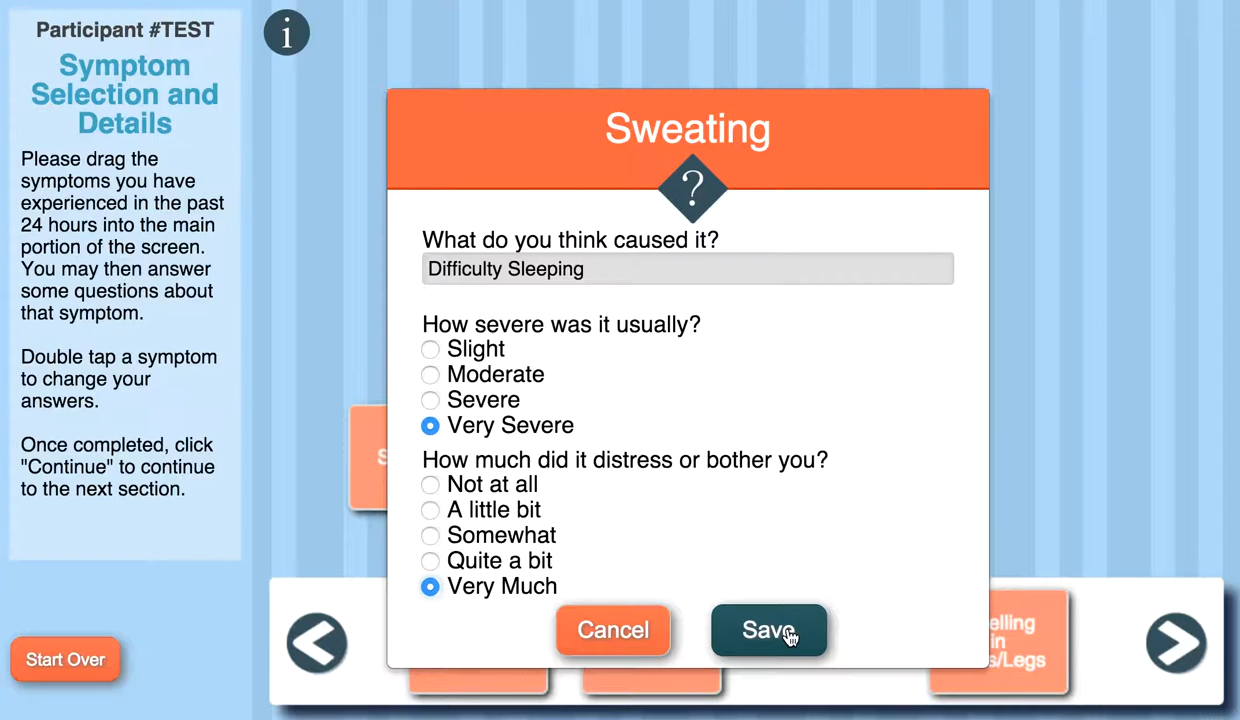 Participant #TEST
Symptom
Selection and
Details
Please drag the
symptoms you have
experienced in the past
24 hours into the main
portion of the screen.
You may then answer
some questions about
that symptom.
Double tap a symptom
to change your
answers.
Once completed, click
"Continue" to continue
to the next section.
Start Over
i
Sweating
?
What do you think caused it?
Difficulty Sleeping
How severe was it usually?
Slight
Moderate
Severe
Very Severe
How much did it distress or bother you?
Not at all
A little bit
Somewhat
Quite a bit
Very Much
Cancel
Save
elling
in
s/Legs